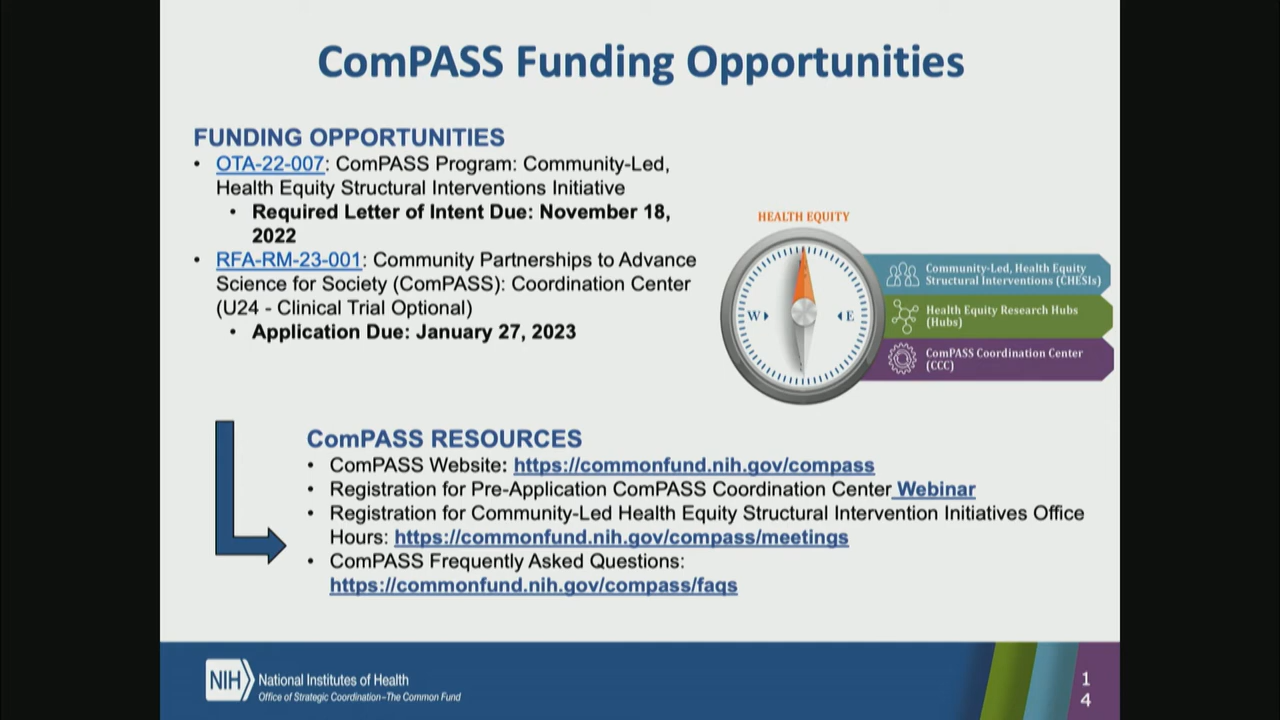 ComPASS Funding Opportunities
FUNDING OPPORTUNITIES
• OTA-22-007: ComPASS Program: Community-Led,
Health Equity Structural Interventions Initiative
• Required Letter of Intent Due: November 18,
2022
• RFA-RM-23-001: Community Partnerships to Advance
Science for Society (ComPASS): Coordination Center
(U24 - Clinical Trial Optional)
• Application Due: January 27, 2023
HEALTH EQUITY
W
E
Community-Led, Health Equity
Structural Interventions (CHESIs)
Health Equity Research Hubs
(Hubs)
ComPASS Coordination Center
(CCC)
ComPASS RESOURCES
• ComPASS Website: https://commonfund.nih.gov/compass
• Registration for Pre-Application ComPASS Coordination Center Webinar
• Registration for Community-Led Health Equity Structural Intervention Initiatives Office
Hours: https://commonfund.nih.gov/compass/meetings
• ComPASS Frequently Asked Questions:
https://commonfund.nih.gov/compass/faqs
NIH
National Institutes of Health
Office of Strategic Coordination–The Common Fund
1
4